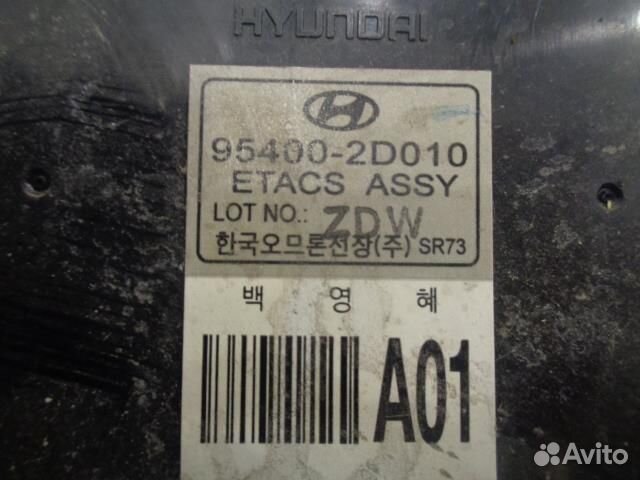 HYUNDAI
95400-2D010
ETACS ASSY
LOT NO.: ZDW
한국오므론전장(주) SR73
백 영 혜
A01
Avito